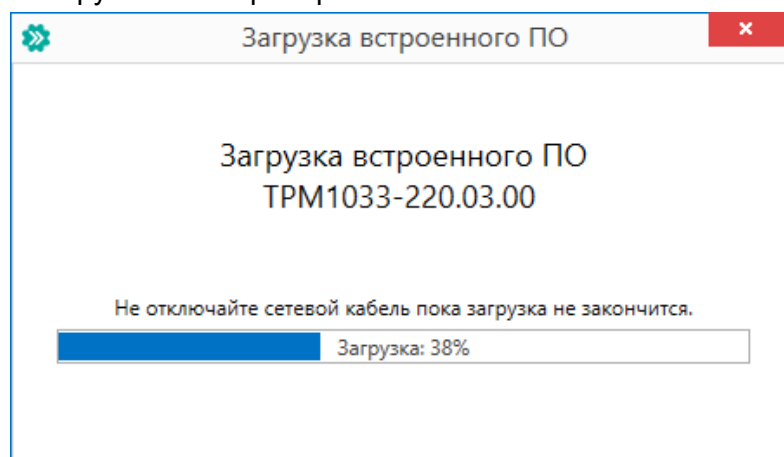 Загрузка встроенного ПО
Загрузка встроенного ПО
ТРМ1033-220.03.00
Не отключайте сетевой кабель пока загрузка не закончится.
Загрузка: 38%